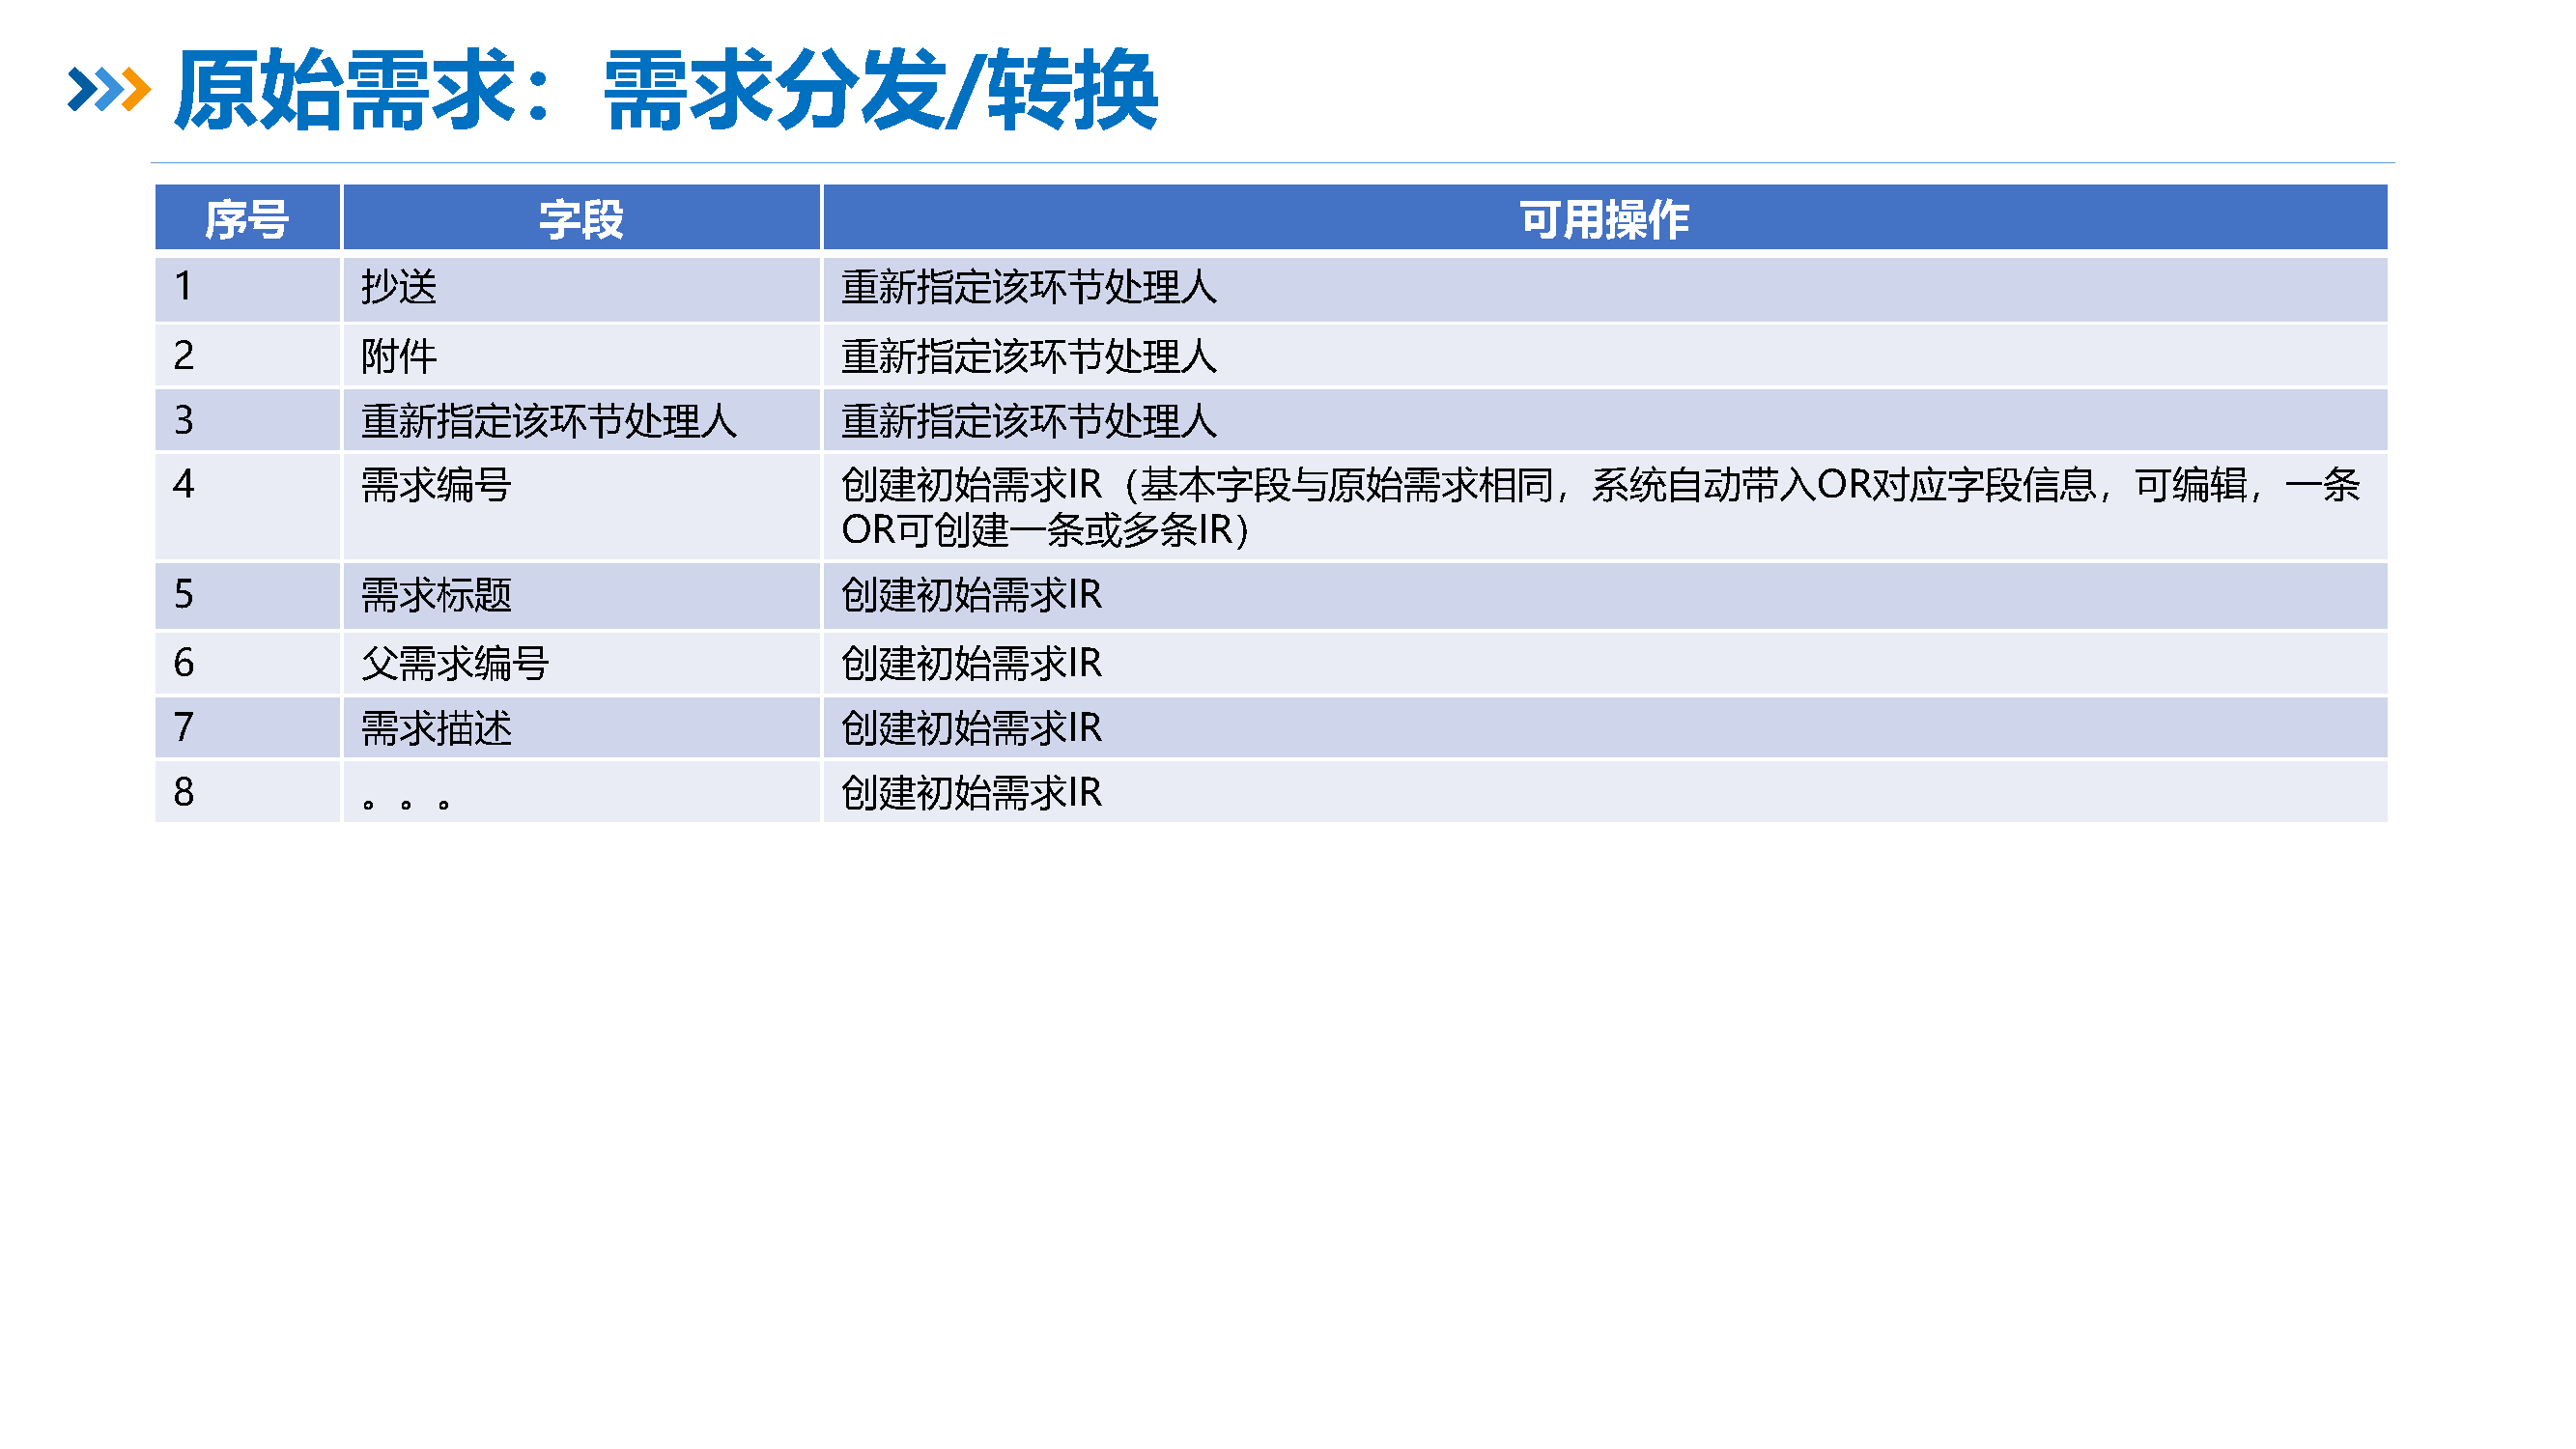 原始需求：需求分发/转换
序号 字段 可用操作
1 抄送 重新指定该环节处理人
2 附件 重新指定该环节处理人
3 重新指定该环节处理人 重新指定该环节处理人
4 需求编号 创建初始需求IR（基本字段与原始需求相同，系统自动带入OR对应字段信息，可编辑，一条
OR可创建一条或多条IR）
5 需求标题 创建初始需求IR
6 父需求编号 创建初始需求IR
7 需求描述 创建初始需求IR
8 。。。 创建初始需求IR